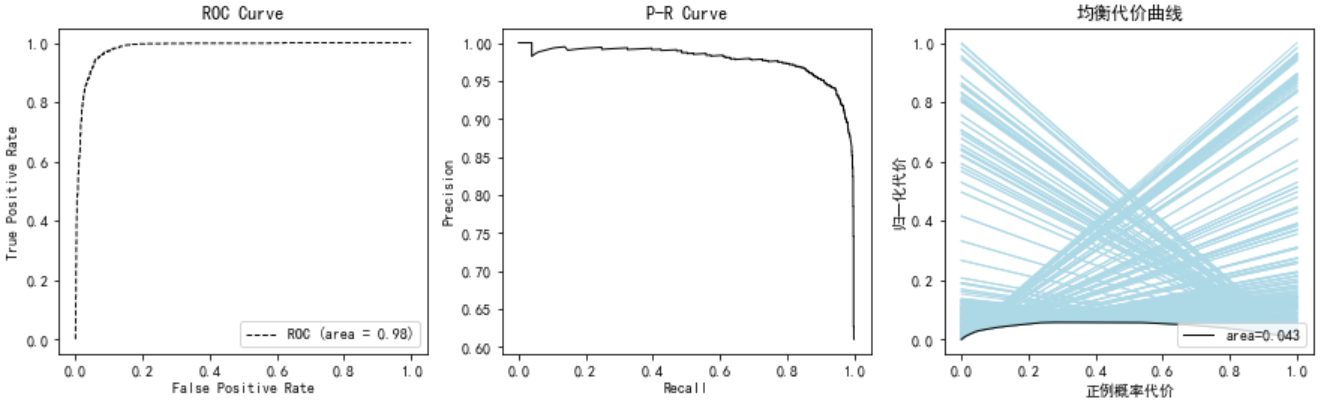 ROC Curve
True Positive Rate
1.0
0.8
0.6
0.4
0.2
0.0
ROC (area = 0.98)
0.0 0.2 0.4 0.6 0.8 1.0
False Positive Rate
P-R Curve
Precision
1.00
0.95
0.90
0.85
0.80
0.75
0.70
0.65
0.60
0.0 0.2 0.4 0.6 0.8 1.0
Recall
均衡代价曲线
归一化代价
1.0
0.8
0.6
0.4
0.2
0.0
area=0.043
0.0 0.2 0.4 0.6 0.8 1.0
正例概率代价